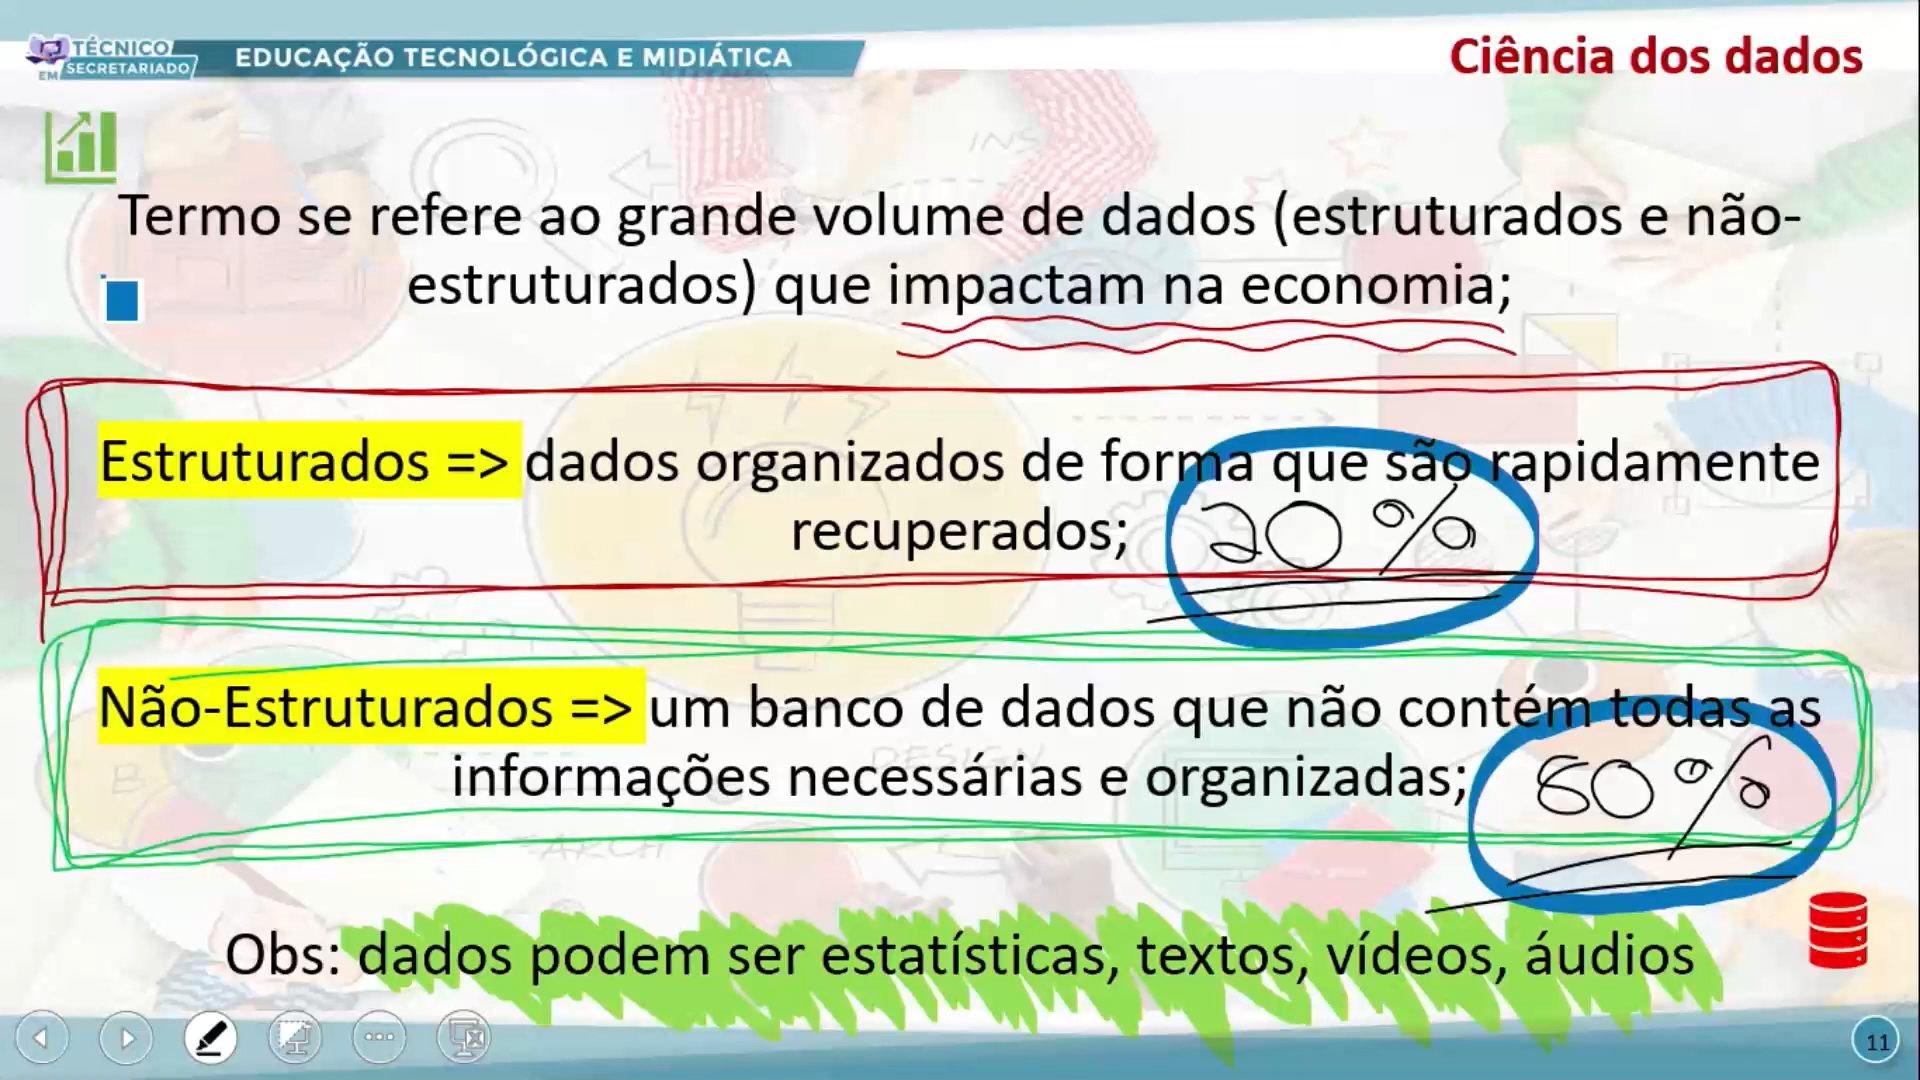 TÉCNICO
EM SECRETARIADO
EDUCAÇÃO TECNOLÓGICA E MIDIÁTICA
Ciência dos dados
INS
Termo se refere ao grande volume de dados (estruturados e não-
estruturados) que impactam na economia;
Estruturados => dados organizados de forma que são rapidamente
recuperados;
20%
Não-Estruturados => um banco de dados que não contém todas as
informações necessárias e organizadas;
80%
DESIGN
B
Obs: dados podem ser estatísticas, textos, vídeos, áudios
11